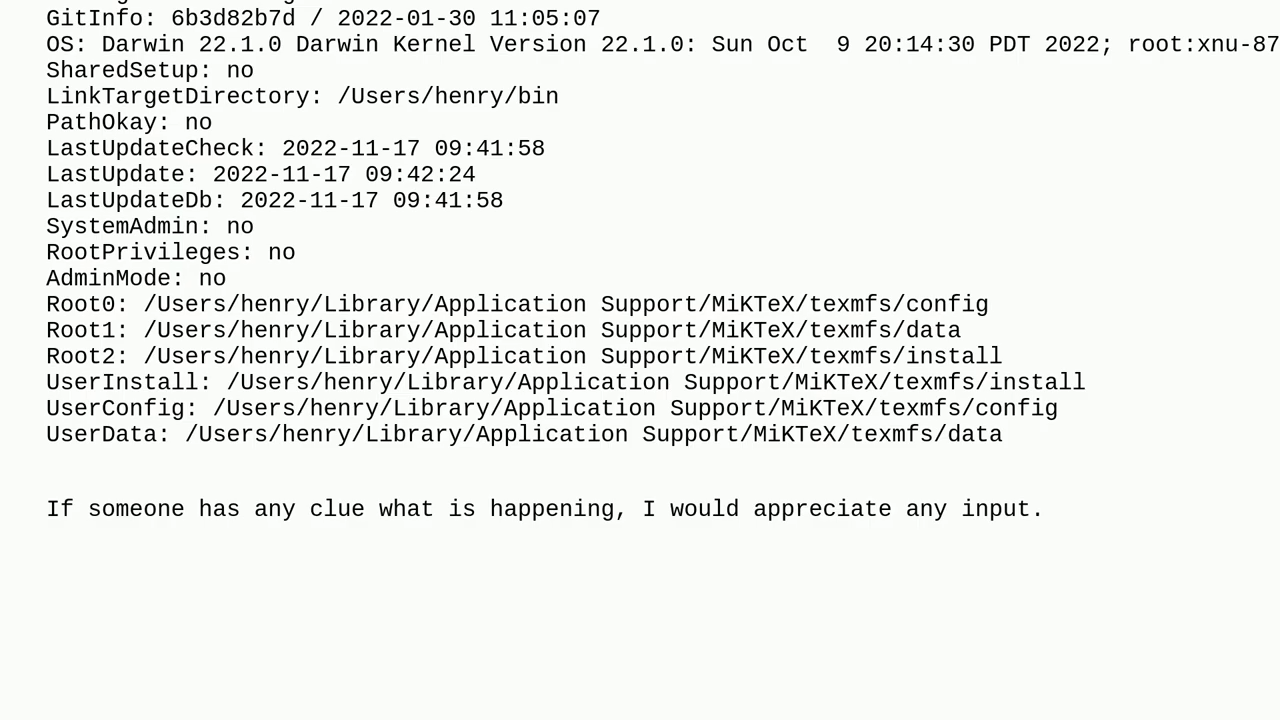 GitInfo: 6b3d82b7d / 2022-01-30 11:05:07
OS: Darwin 22.1.0 Darwin Kernel Version 22.1.0: Sun Oct  9 20:14:30 PDT 2022; root:xnu-87
SharedSetup: no
LinkTargetDirectory: /Users/henry/bin
PathOkay: no
LastUpdateCheck: 2022-11-17 09:41:58
LastUpdate: 2022-11-17 09:42:24
LastUpdateDb: 2022-11-17 09:41:58
SystemAdmin: no
RootPrivileges: no
AdminMode: no
Root0: /Users/henry/Library/Application Support/MiKTeX/texmfs/config
Root1: /Users/henry/Library/Application Support/MiKTeX/texmfs/data
Root2: /Users/henry/Library/Application Support/MiKTeX/texmfs/install
UserInstall: /Users/henry/Library/Application Support/MiKTeX/texmfs/install
UserConfig: /Users/henry/Library/Application Support/MiKTeX/texmfs/config
UserData: /Users/henry/Library/Application Support/MiKTeX/texmfs/data
If someone has any clue what is happening, I would appreciate any input.